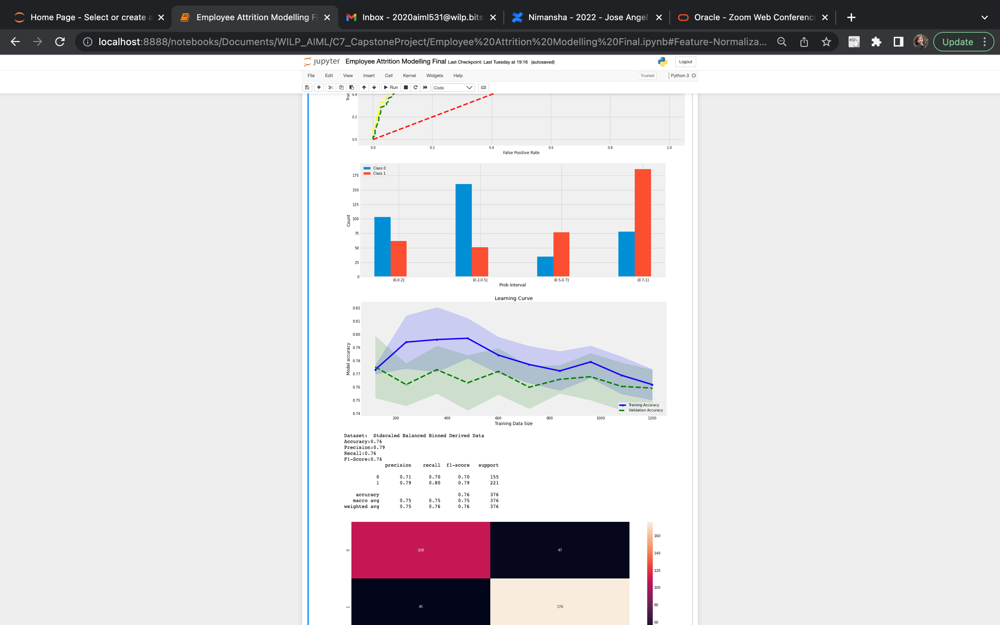 Home Page - Select or create a
Employee Attrition Modelling Fi
Inbox - 2020aiml531@wilp.bits
Nimansha - 2022 - Jose Angel
Oracle - Zoom Web Conferenci
localhost:8888/notebooks/Documents/WILP_AIML/C7_CapstoneProject/Employee%20Attrition%20Modelling%20Final.ipynb#Feature-Normaliza...
Update
jupyter Employee Attrition Modelling Final Last Checkpoint: Last Tuesday at 19:16 (autosaved)
Logout
File Edit View Insert Cell Kernel Widgets Help
Trusted
Python 3
Run
Code
True
0.4
0.2
0.0
0.0 0.2 0.4 0.6 0.8 1.0
False Positive Rate
Class 0
Class 1
175
150
125
100
75
50
25
0
Count
(0,0.2] (0.2,0.5] (0.5,0.7] (0.7,1]
Prob Interval
Learning Curve
0.82
0.81
0.80
0.79
0.78
0.77
0.76
0.75
0.74
Model accuracy
Training Accuracy
Validation Accuracy
200 400 600 800 1000 1200
Training Data Size
Dataset: Stdscaled Balanced Binned Derived Data
Accuracy:0.76
Precision:0.79
Recall:0.76
F1-Score:0.76
precision recall f1-score support
0 0.71 0.70 0.70 155
1 0.79 0.80 0.79 221
accuracy 0.76 376
macro avg 0.75 0.75 0.75 376
weighted avg 0.75 0.76 0.76 376
0
108
47
1
45
176
160
140
120
100
80
60